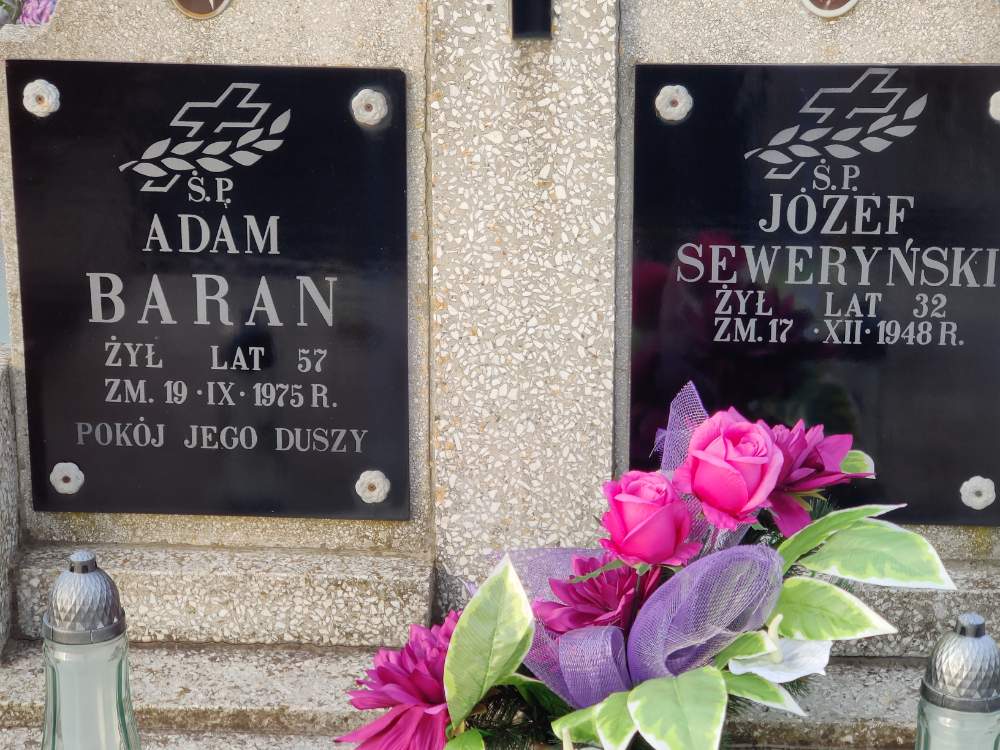 Ś.P.
ADAM
BARAN
ŻYŁ LAT 57
ZM. 19 · IX · 1975 R.
POKÓJ JEGO DUSZY
Ś.P.
JÓZEF
SEWERYŃSKI
ŻYŁ LAT 32
ZM. 17 · XII · 1948 R.